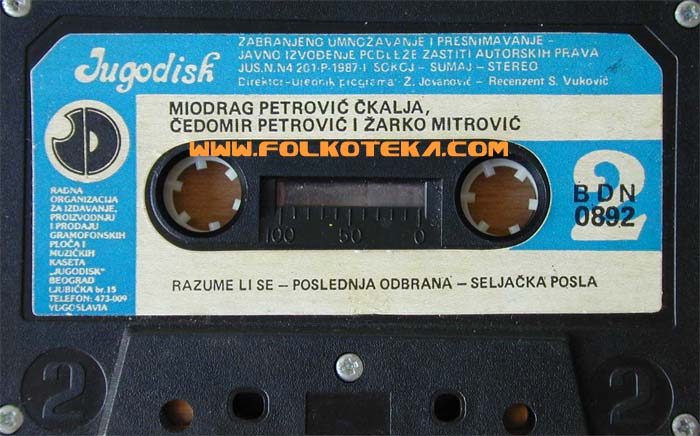 Jugodisk
ZABRANJENO UMNOŽAVANJE I PRESNIMAVANJE –
JAVNO IZVOĐENJE PODLEŽE ZAŠTITI AUTORSKIH PRAVA
JUS.N.N4 201-P-1987-I SOKOJ – SUMAJ – STEREO
Direktor-Urednik programa: Z. Jovanović – Recenzent S. Vuković
MIODRAG PETROVIĆ ČKALJA,
ČEDOMIR PETROVIĆ I ŽARKO MITROVIĆ
WWW.FOLKOTEKA.COM
RADNA
ORGANIZACIJA
ZA IZDAVANJE,
PROIZVODNJU
I PRODAJU
GRAMOFONSKIH
PLOČA I
MUZIČKIH
KASETA
„JUGODISK”
BEOGRAD
LJUBIČKA br. 15
TELEFON: 473-009
YUGOSLAVIA
100 50 0
2
BDN
0892
RAZUME LI SE – POSLEDNJA ODBRANA – SELJAČKA POSLA
2 2